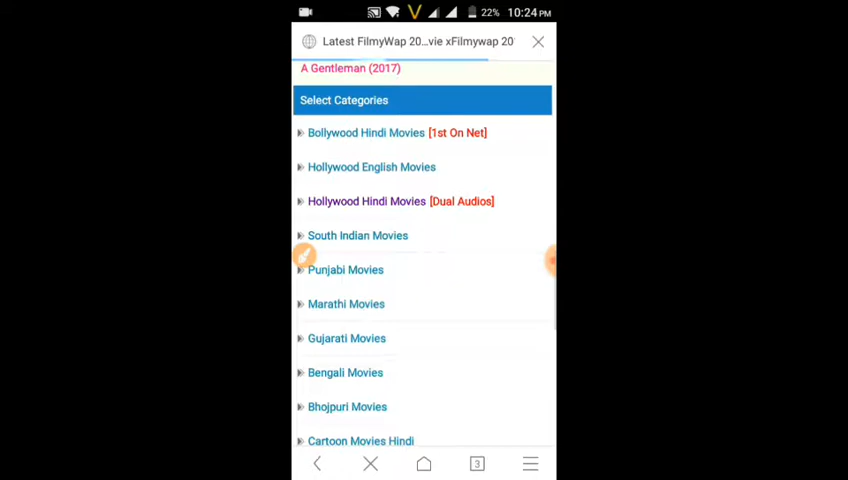 22% 10:24 PM
Latest FilmyWap 20...vie xFilmywap 20
A Gentleman (2017)
Select Categories
Bollywood Hindi Movies [1st On Net]
Hollywood English Movies
Hollywood Hindi Movies [Dual Audios]
South Indian Movies
Punjabi Movies
Marathi Movies
Gujarati Movies
Bengali Movies
Bhojpuri Movies
Cartoon Movies Hindi
3